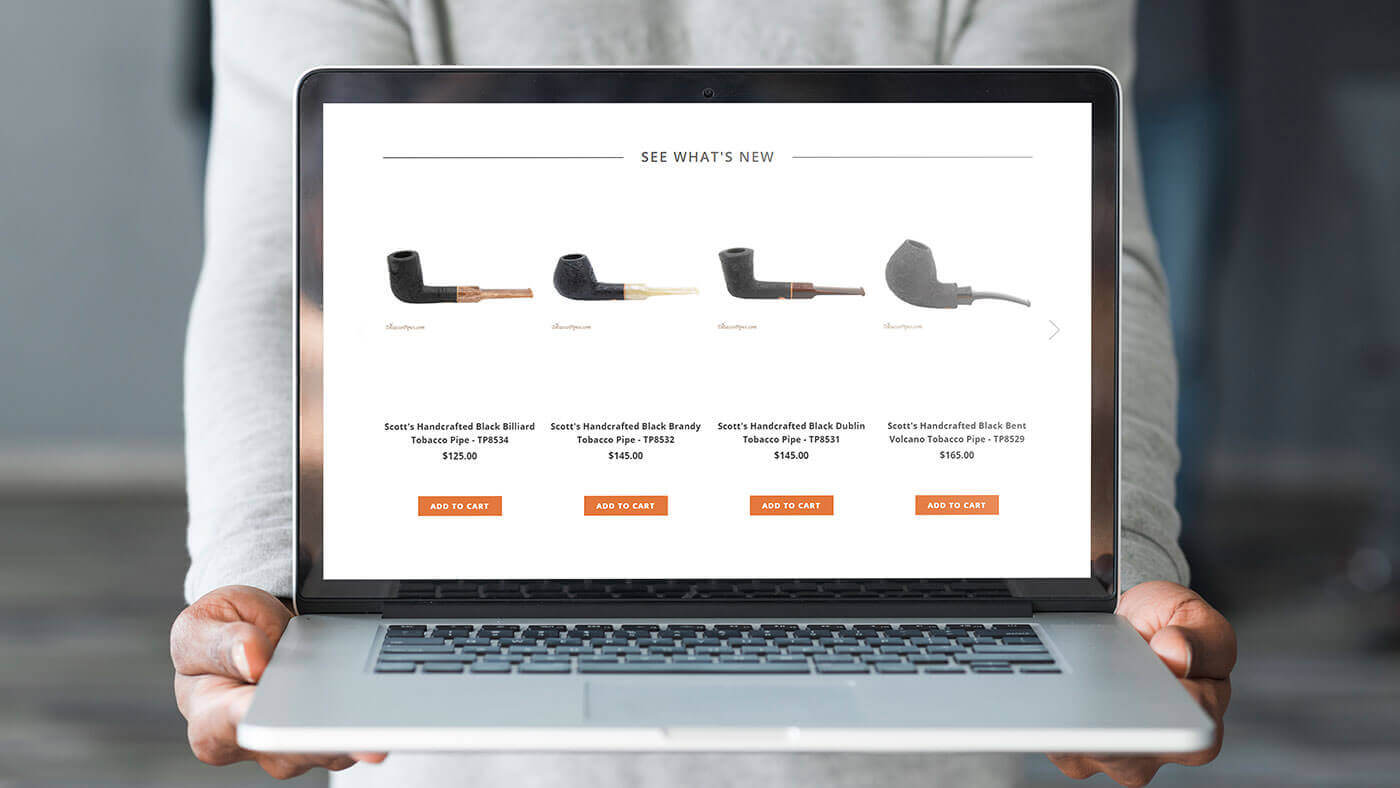 SEE WHAT'S NEW
TobaccoPipes.com
TobaccoPipes.com
TobaccoPipes.com
TobaccoPipes.com
Scott's Handcrafted Black Billiard
Tobacco Pipe - TP8534
$125.00
ADD TO CART
Scott's Handcrafted Black Brandy
Tobacco Pipe - TP8532
$145.00
ADD TO CART
Scott's Handcrafted Black Dublin
Tobacco Pipe - TP8531
$145.00
ADD TO CART
Scott's Handcrafted Black Bent
Volcano Tobacco Pipe - TP8529
$165.00
ADD TO CART